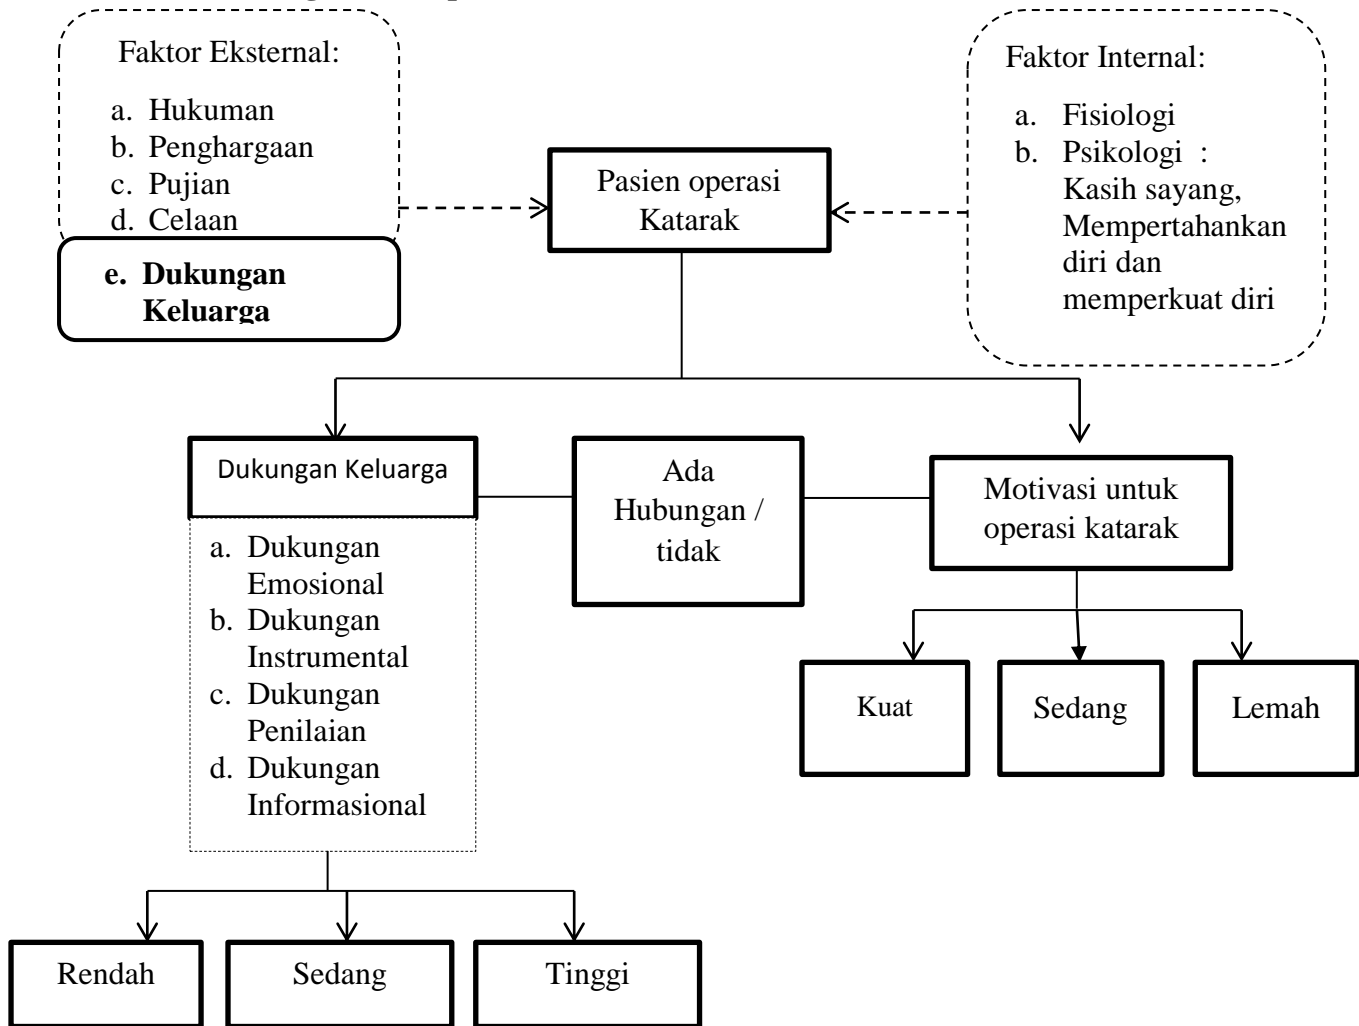 Faktor Eksternal:
a. Hukuman
b. Penghargaan
c. Pujian
d. Celaan
e. Dukungan
Keluarga
Pasien operasi
Katarak
Faktor Internal:
a. Fisiologi
b. Psikologi :
Kasih sayang,
Mempertahankan
diri dan
memperkuat diri
Dukungan Keluarga
a. Dukungan
Emosional
b. Dukungan
Instrumental
c. Dukungan
Penilaian
d. Dukungan
Informasional
Ada
Hubungan /
tidak
Motivasi untuk
operasi katarak
Kuat
Sedang
Lemah
Rendah
Sedang
Tinggi